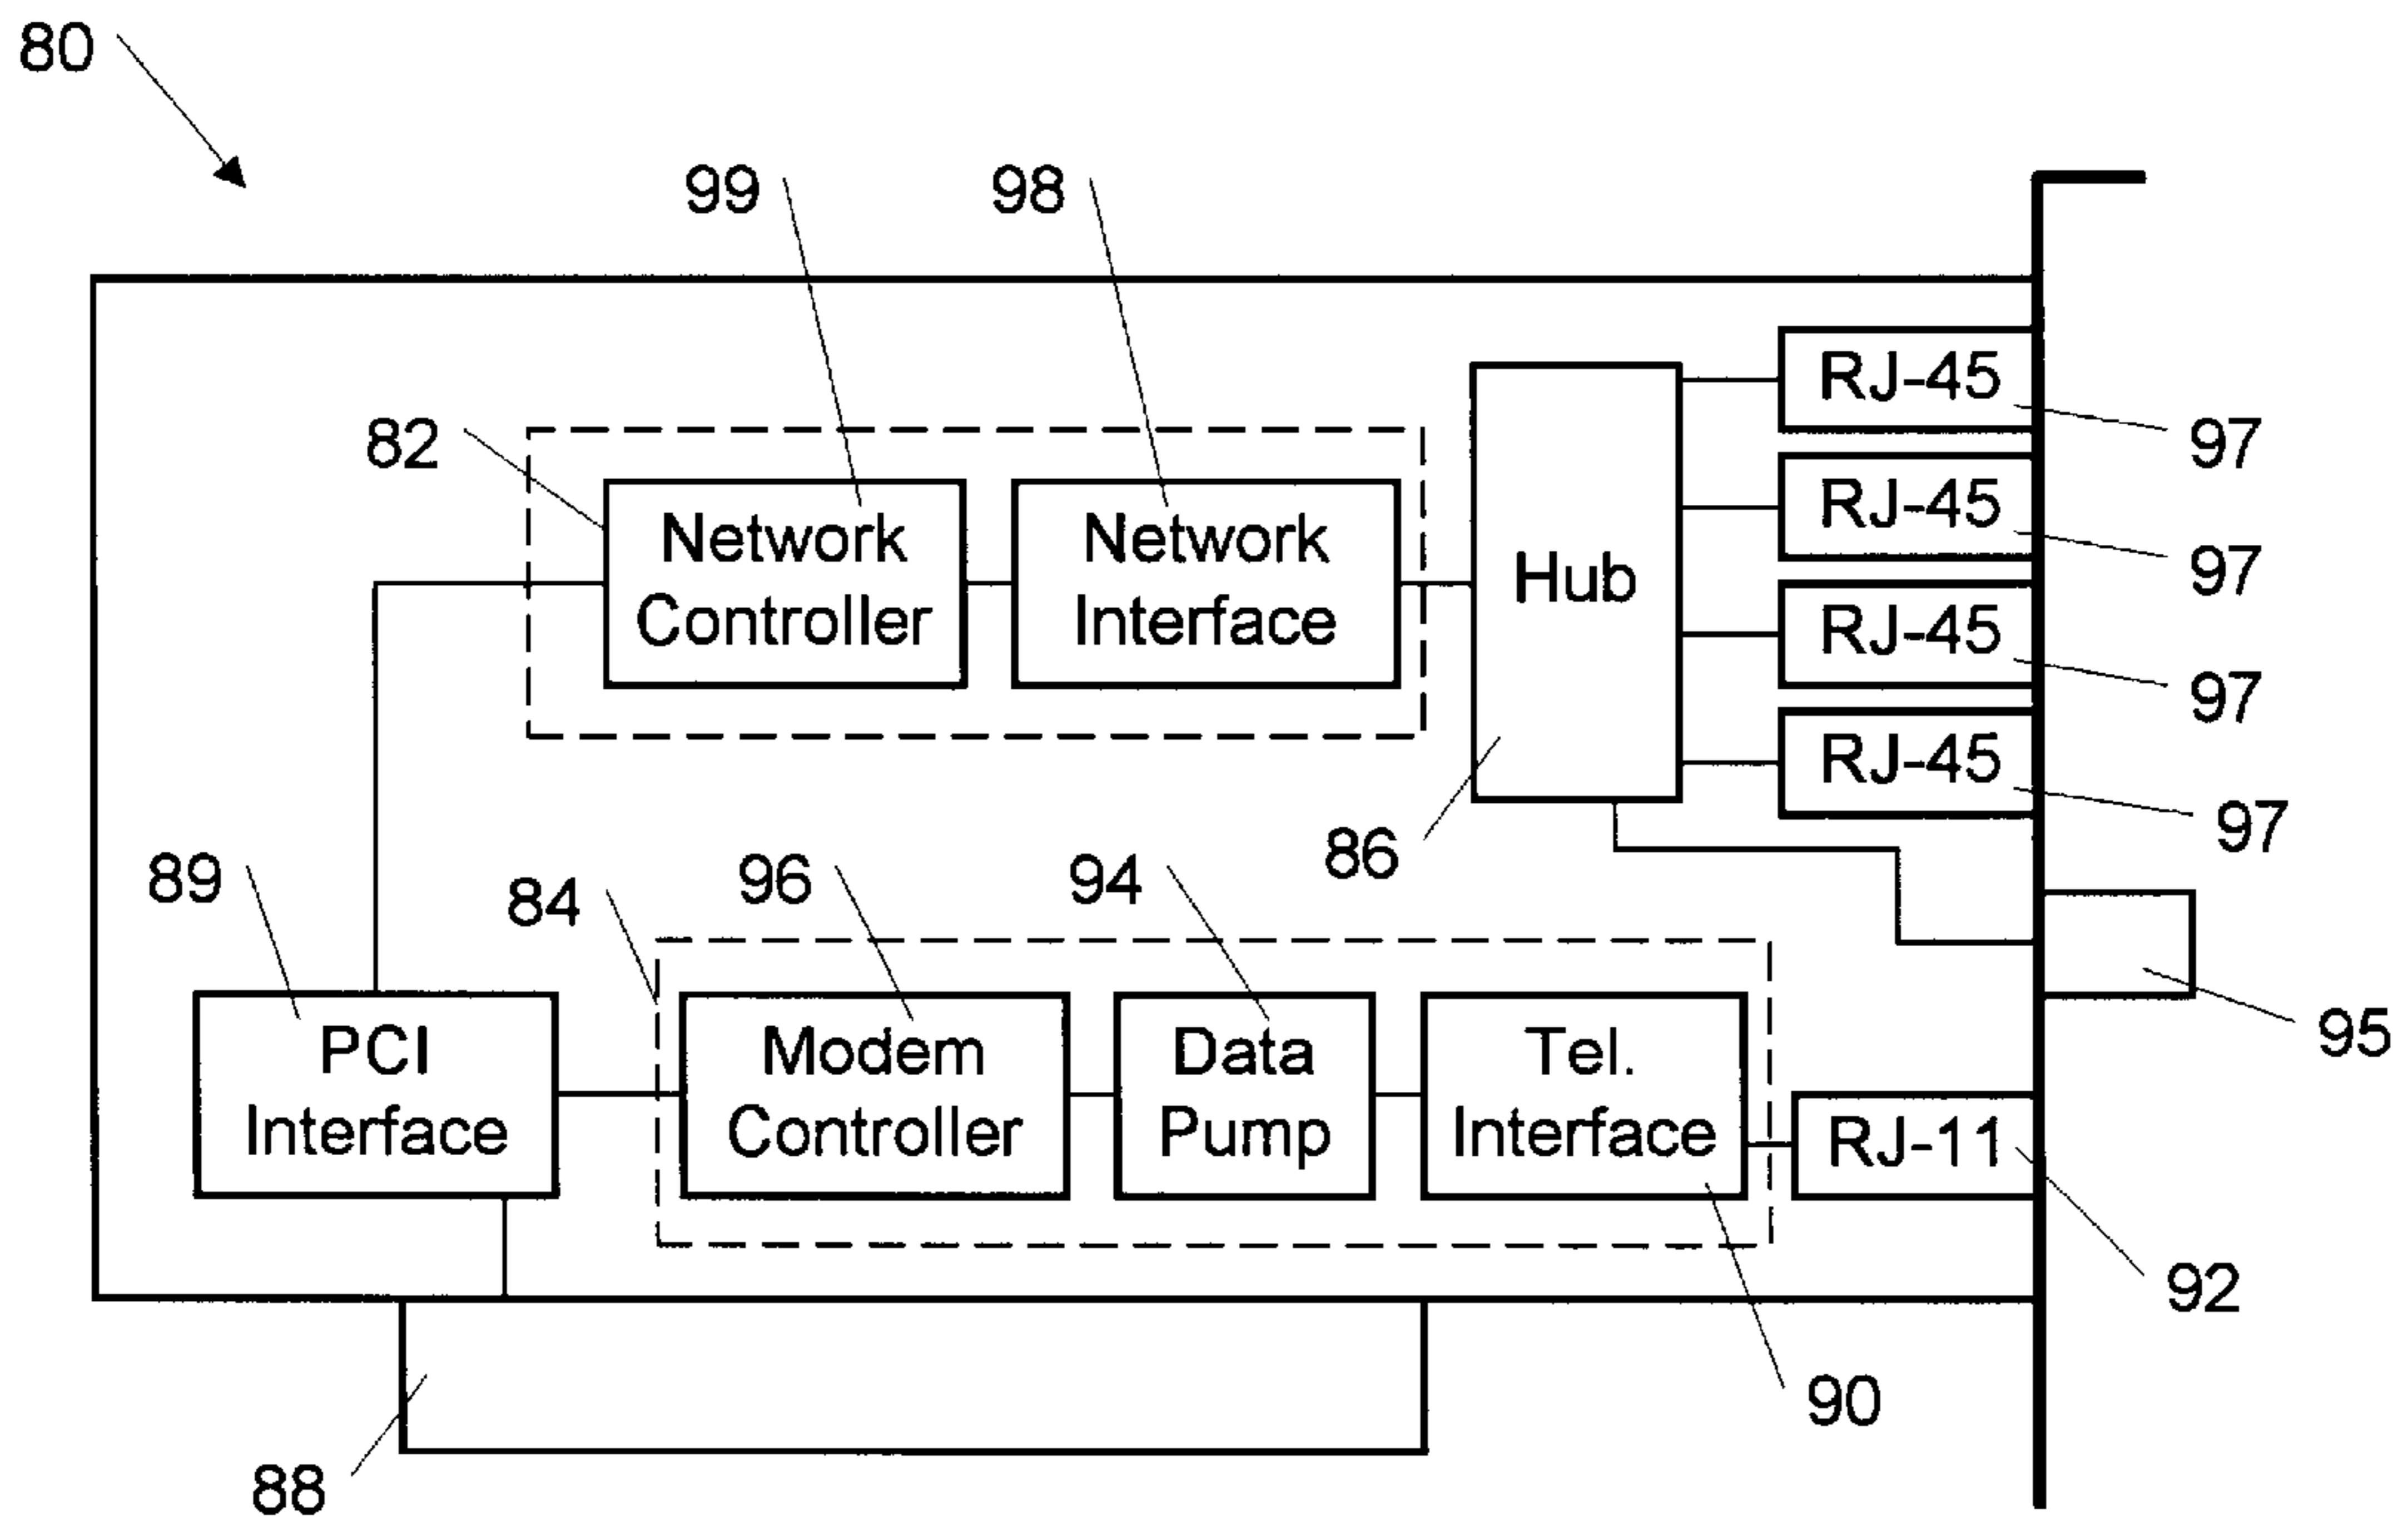 80
99
98
RJ-45
97
82
Network
Controller
Network
Interface
Hub
RJ-45
97
RJ-45
97
RJ-45
97
86
89
84
96
94
95
PCI
Interface
Modem
Controller
Data
Pump
Tel.
Interface
RJ-11
92
90
88